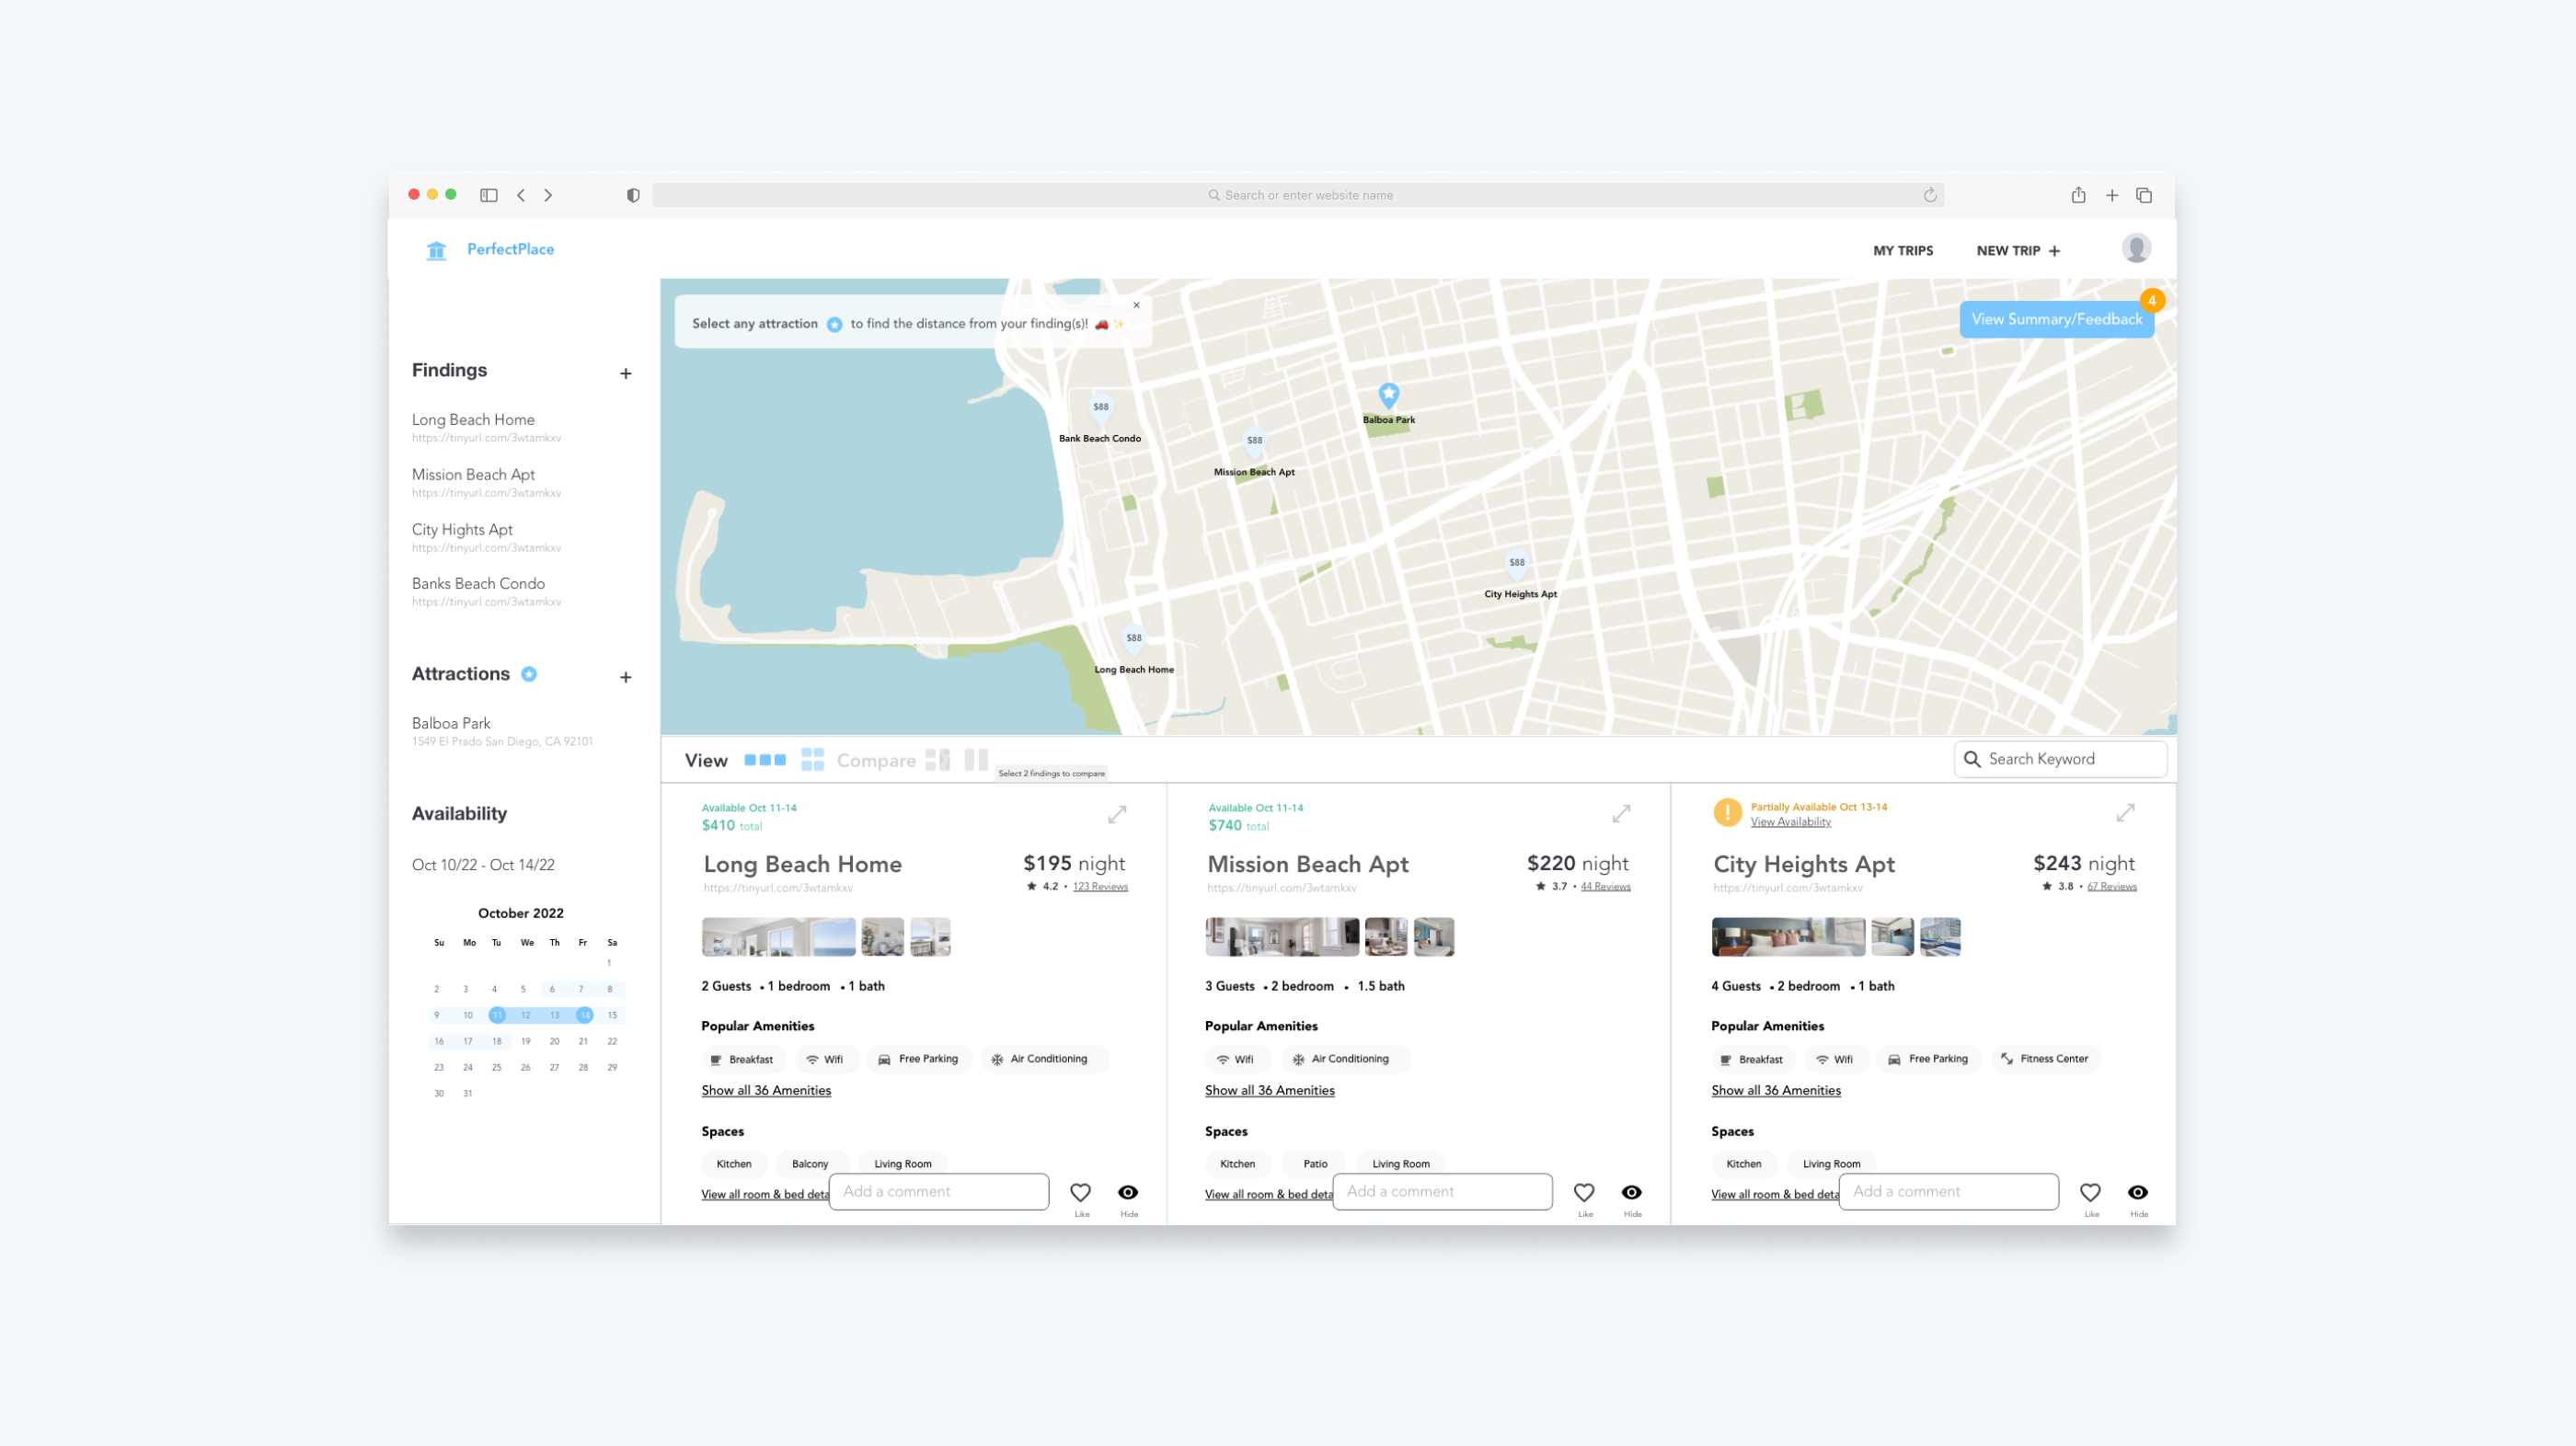 Search or enter website name
PerfectPlace
MY TRIPS
NEW TRIP +
Findings +
Long Beach Home
https://tinyurl.com/3wtamkxv
Mission Beach Apt
https://tinyurl.com/3wtamkxv
City Hights Apt
https://tinyurl.com/3wtamkxv
Banks Beach Condo
https://tinyurl.com/3wtamkxv
Attractions +
Balboa Park
1549 El Prado San Diego, CA 92101
Availability
Oct 10/22 - Oct 14/22
October 2022
Su Mo Tu We Th Fr Sa
1
2 3 4 5 6 7 8
9 10 11 12 13 14 15
16 17 18 19 20 21 22
23 24 25 26 27 28 29
30 31
Select any attraction to find the distance from your finding(s)! 🚗✨
×
4
View Summary/Feedback
$88
Bank Beach Condo
$88
Mission Beach Apt
Balboa Park
$88
City Heights Apt
$88
Long Beach Home
View
Compare
Select 2 findings to compare
Search Keyword
Available Oct 11-14
$410 total
Long Beach Home
$195 night
https://tinyurl.com/3wtamkxv
★ 4.2 • 123 Reviews
2 Guests • 1 bedroom • 1 bath
Popular Amenities
Breakfast Wifi Free Parking Air Conditioning
Show all 36 Amenities
Spaces
Kitchen Balcony Living Room
View all room & bed deta
Add a comment
Like Hide
Available Oct 11-14
$740 total
Mission Beach Apt
$220 night
https://tinyurl.com/3wtamkxv
★ 3.7 • 44 Reviews
3 Guests • 2 bedroom • 1.5 bath
Popular Amenities
Wifi Air Conditioning
Show all 36 Amenities
Spaces
Kitchen Patio Living Room
View all room & bed deta
Add a comment
Like Hide
! Partially Available Oct 13-14
View Availability
City Heights Apt
$243 night
https://tinyurl.com/3wtamkxv
★ 3.8 • 67 Reviews
4 Guests • 2 bedroom • 1 bath
Popular Amenities
Breakfast Wifi Free Parking Fitness Center
Show all 36 Amenities
Spaces
Kitchen Living Room
View all room & bed deta
Add a comment
Like Hide